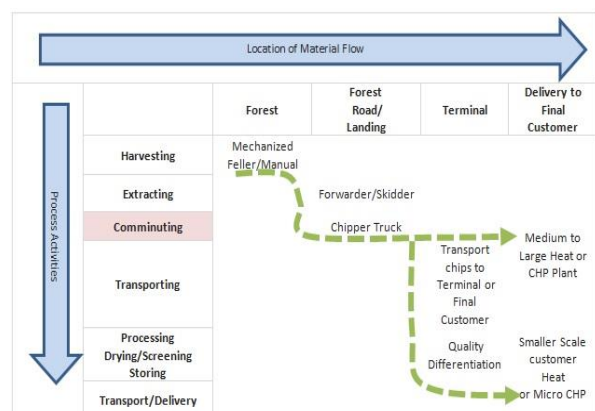 Location of Material Flow
Forest
Forest
Road/
Landing
Terminal
Delivery to
Final
Customer
Process Activities
Harvesting
Mechanized
Feller/Manual
Extracting
Forwarder/Skidder
Comminuting
Chipper Truck
Transporting
Transport
chips to
Terminal or
Final
Customer
Medium to
Large Heat or
CHP Plant
Processing
Drying/Screening
Storing
Quality
Differentiation
Smaller Scale
customer
Heat
or Micro CHP
Transport/Delivery